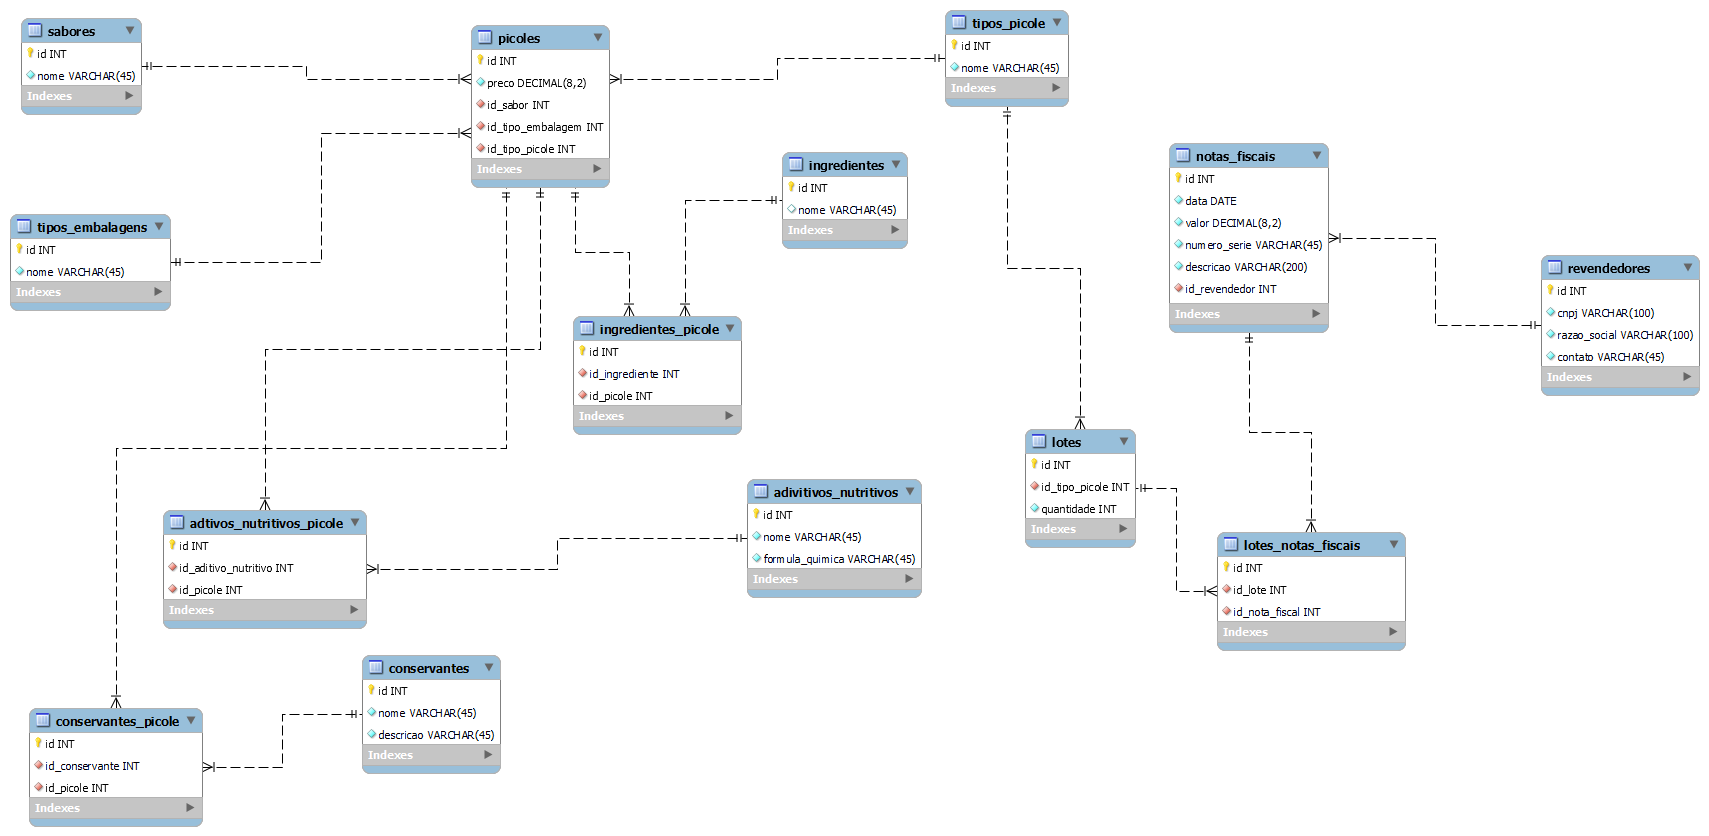 sabores
id INT
nome VARCHAR(45)
Indexes
picoles
id INT
preco DECIMAL(8,2)
id_sabor INT
id_tipo_embalagem INT
id_tipo_picole INT
Indexes
tipos_picole
id INT
nome VARCHAR(45)
Indexes
ingredientes
id INT
nome VARCHAR(45)
Indexes
notas_fiscais
id INT
data DATE
valor DECIMAL(8,2)
numero_serie VARCHAR(45)
descricao VARCHAR(200)
id_revendedor INT
Indexes
tipos_embalagens
id INT
nome VARCHAR(45)
Indexes
revendedores
id INT
cnpj VARCHAR(100)
razao_social VARCHAR(100)
contato VARCHAR(45)
Indexes
ingredientes_picole
id INT
id_ingrediente INT
id_picole INT
Indexes
lotes
id INT
id_tipo_picole INT
quantidade INT
Indexes
adtivos_nutritivos_picole
id INT
id_aditivo_nutritivo INT
id_picole INT
Indexes
adivitivos_nutritivos
id INT
nome VARCHAR(45)
formula_quimica VARCHAR(45)
Indexes
lotes_notas_fiscais
id INT
id_lote INT
id_nota_fiscal INT
Indexes
conservantes
id INT
nome VARCHAR(45)
descricao VARCHAR(45)
Indexes
conservantes_picole
id INT
id_conservante INT
id_picole INT
Indexes